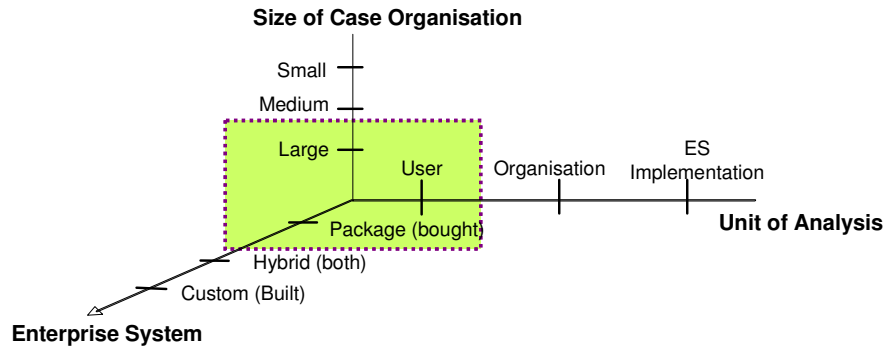 Size of Case Organisation
Small
Medium
Large
User
Organisation
ES
Implementation
Unit of Analysis
Package (bought)
Hybrid (both)
Custom (Built)
Enterprise System